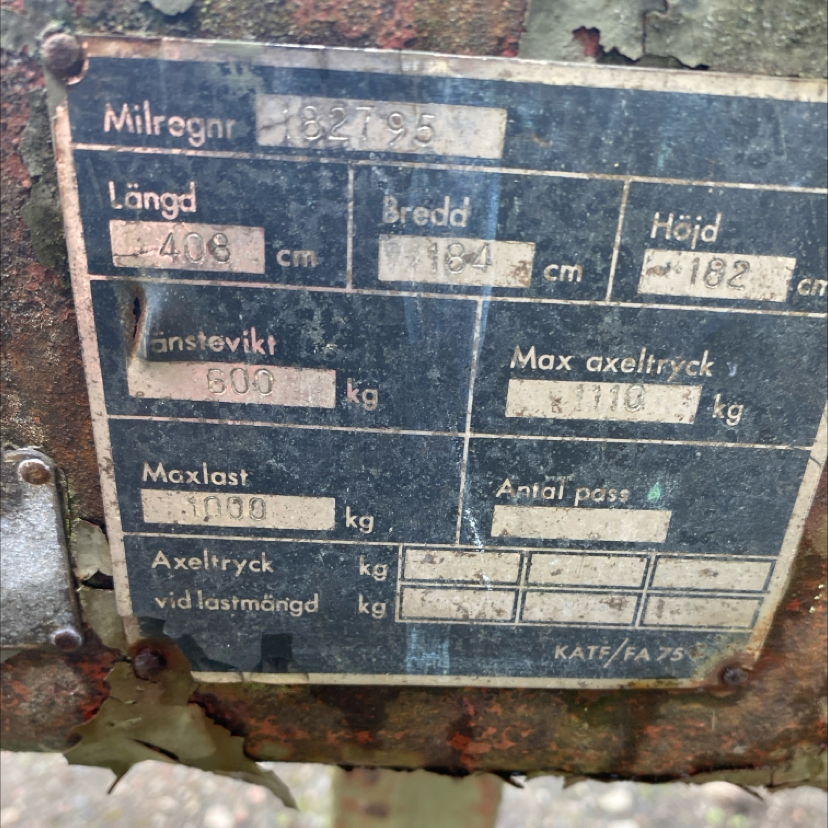 Milregnr 182795
Längd Bredd Höjd
408 cm 184 cm 182 cm
änstevikt Max axeltryck
600 kg 1110 kg
Maxlast Antal pass
1000 kg
Axeltryck kg
vid lastmängd kg
KATF/FA 75